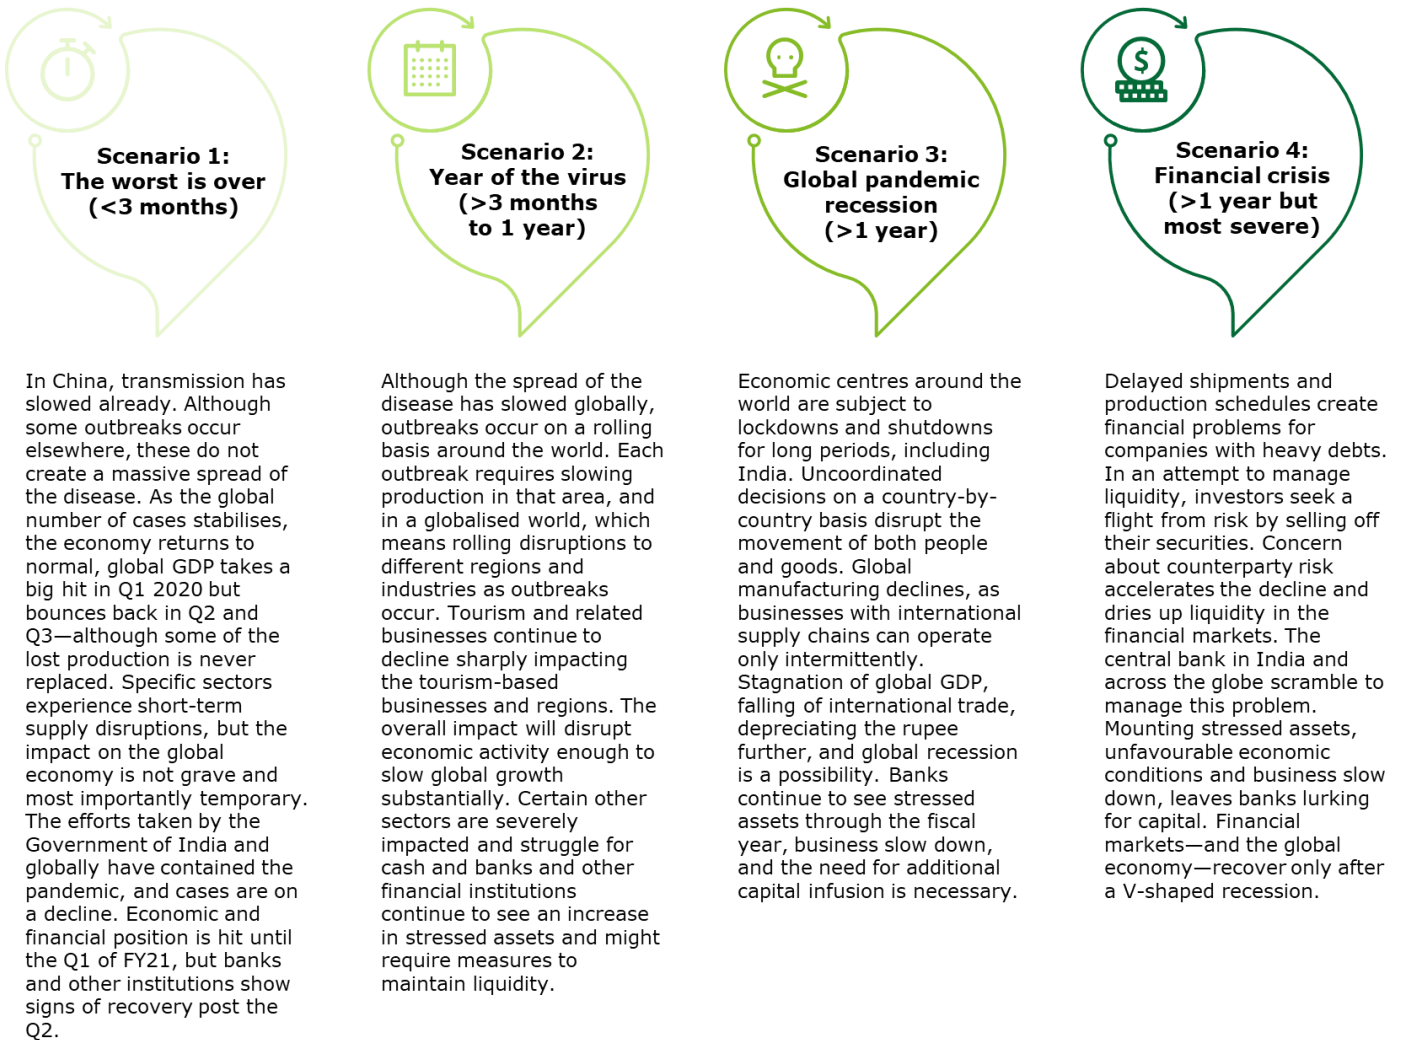 Scenario 1:
The worst is over
(<3 months)
In China, transmission has
slowed already. Although
some outbreaks occur
elsewhere, these do not
create a massive spread of
the disease. As the global
number of cases stabilises,
the economy returns to
normal, global GDP takes a
big hit in Q1 2020 but
bounces back in Q2 and
Q3—although some of the
lost production is never
replaced. Specific sectors
experience short-term
supply disruptions, but the
impact on the global
economy is not grave and
most importantly temporary.
The efforts taken by the
Government of India and
globally have contained the
pandemic, and cases are on
a decline. Economic and
financial position is hit until
the Q1 of FY21, but banks
and other institutions show
signs of recovery post the
Q2.
Scenario 2:
Year of the virus
(>3 months
to 1 year)
Although the spread of the
disease has slowed globally,
outbreaks occur on a rolling
basis around the world. Each
outbreak requires slowing
production in that area, and
in a globalised world, which
means rolling disruptions to
different regions and
industries as outbreaks
occur. Tourism and related
businesses continue to
decline sharply impacting
the tourism-based
businesses and regions. The
overall impact will disrupt
economic activity enough to
slow global growth
substantially. Certain other
sectors are severely
impacted and struggle for
cash and banks and other
financial institutions
continue to see an increase
in stressed assets and might
require measures to
maintain liquidity.
Scenario 3:
Global pandemic
recession
(>1 year)
Economic centres around the
world are subject to
lockdowns and shutdowns
for long periods, including
India. Uncoordinated
decisions on a country-by-
country basis disrupt the
movement of both people
and goods. Global
manufacturing declines, as
businesses with international
supply chains can operate
only intermittently.
Stagnation of global GDP,
falling of international trade,
depreciating the rupee
further, and global recession
is a possibility. Banks
continue to see stressed
assets through the fiscal
year, business slow down,
and the need for additional
capital infusion is necessary.
$
Scenario 4:
Financial crisis
(>1 year but
most severe)
Delayed shipments and
production schedules create
financial problems for
companies with heavy debts.
In an attempt to manage
liquidity, investors seek a
flight from risk by selling off
their securities. Concern
about counterparty risk
accelerates the decline and
dries up liquidity in the
financial markets. The
central bank in India and
across the globe scramble to
manage this problem.
Mounting stressed assets,
unfavourable economic
conditions and business slow
down, leaves banks lurking
for capital. Financial
markets—and the global
economy—recover only after
a V-shaped recession.